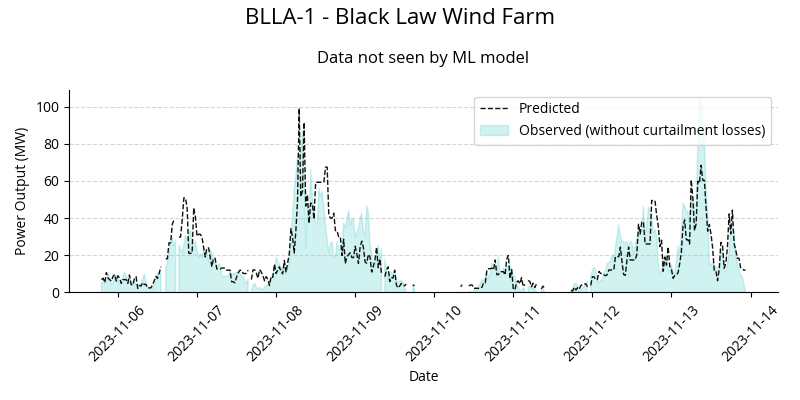 BLLA-1 - Black Law Wind Farm
Data not seen by ML model
Predicted
Observed (without curtailment losses)
Power Output (MW)
100
80
60
40
20
0
2023-11-06
2023-11-07
2023-11-08
2023-11-09
2023-11-10
2023-11-11
2023-11-12
2023-11-13
2023-11-14
Date